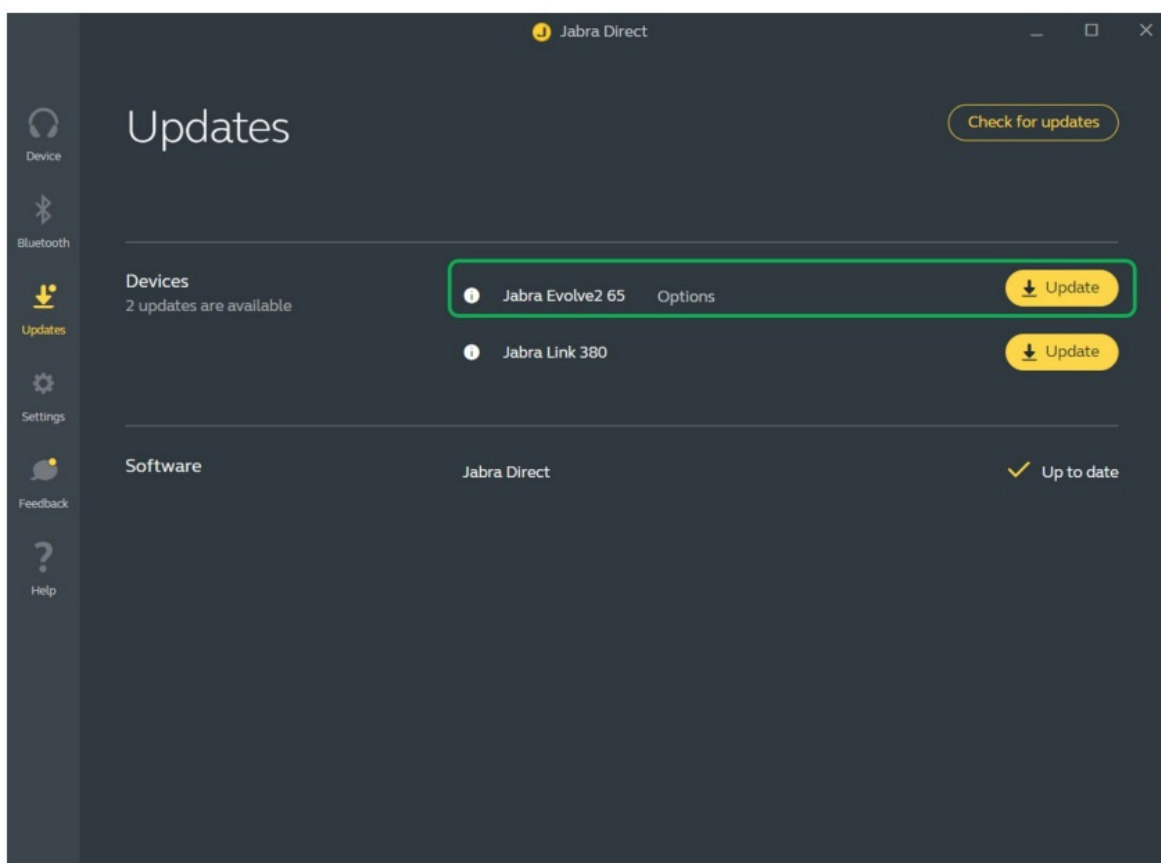 Jabra Direct
Device
Bluetooth
Updates
Settings
Feedback
Help
Updates
Check for updates
Devices
2 updates are available
Jabra Evolve2 65 Options Update
Jabra Link 380 Update
Software
Jabra Direct Up to date